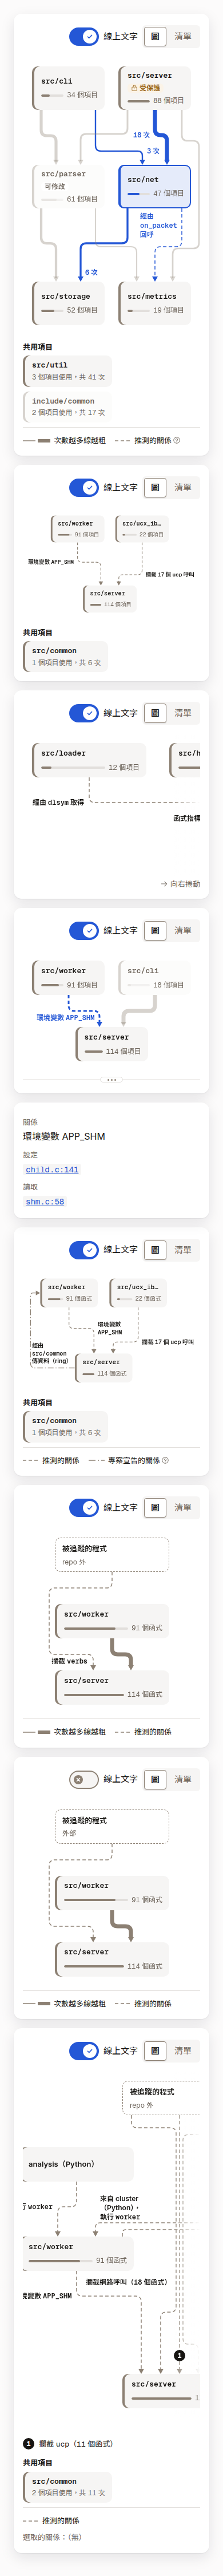 線上文字 圖 清單
src/cli
34 個項目
src/server
受保護
88 個項目
18 次
3 次
src/parser
可修改
61 個項目
src/net
47 個項目
經由
on_packet
回呼
6 次
src/storage
52 個項目
src/metrics
19 個項目
共用項目
src/util
3 個項目使用，共 41 次
include/common
2 個項目使用，共 17 次
次數越多線越粗 推測的關係
線上文字 圖 清單
src/worker
91 個項目
src/ucx_ib…
22 個項目
環境變數 APP_SHM
攔截 17 個 ucp 呼叫
src/server
114 個項目
共用項目
src/common
1 個項目使用，共 6 次
線上文字 圖 清單
src/loader
12 個項目
src/h
經由 dlsym 取得
函式指標
→ 向右捲動
線上文字 圖 清單
src/worker
91 個項目
src/cli
18 個項目
環境變數 APP_SHM
src/server
114 個項目
關係
環境變數 APP_SHM
設定
child.c:141
讀取
shm.c:58
線上文字 圖 清單
src/worker
91 個函式
src/ucx_ib…
22 個函式
環境變數
APP_SHM
攔截 17 個 ucp 呼叫
經由
src/common
傳資料（ring）
src/server
114 個函式
共用項目
src/common
1 個項目使用，共 6 次
推測的關係 專案宣告的關係
線上文字 圖 清單
被追蹤的程式
repo 外
src/worker
91 個函式
攔截 verbs
src/server
114 個函式
次數越多線越粗 推測的關係
線上文字 圖 清單
被追蹤的程式
外部
src/worker
91 個函式
src/server
114 個函式
次數越多線越粗 推測的關係
線上文字 圖 清單
被追蹤的程式
repo 外
analysis（Python）
來自 cluster
（Python），
執行 worker
行 worker
src/worker
91 個函式
攔截網路呼叫（18 個函式）
境變數 APP_SHM
1
src/server
1
1 攔截 ucp（11 個函式）
共用項目
src/common
2 個項目使用，共 11 次
推測的關係
選取的關係：（無）